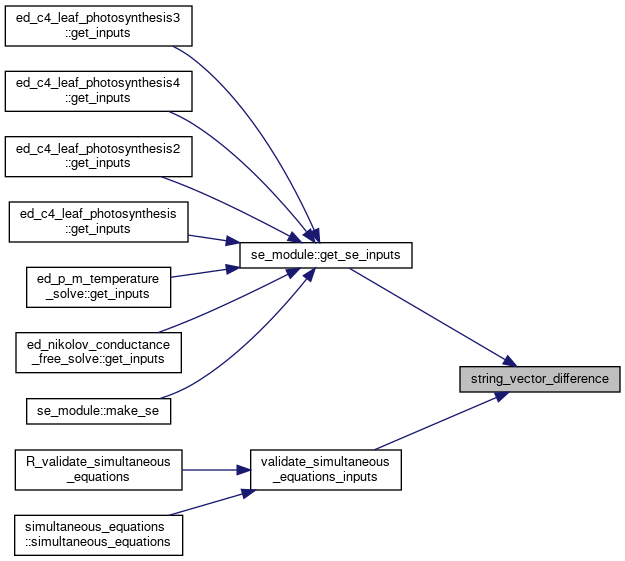 ed_c4_leaf_photosynthesis3
::get_inputs
ed_c4_leaf_photosynthesis4
::get_inputs
ed_c4_leaf_photosynthesis2
::get_inputs
ed_c4_leaf_photosynthesis
::get_inputs
se_module::get_se_inputs
ed_p_m_temperature
_solve::get_inputs
ed_nikolov_conductance
_free_solve::get_inputs
string_vector_difference
se_module::make_se
R_validate_simultaneous
_equations
validate_simultaneous
_equations_inputs
simultaneous_equations
::simultaneous_equations